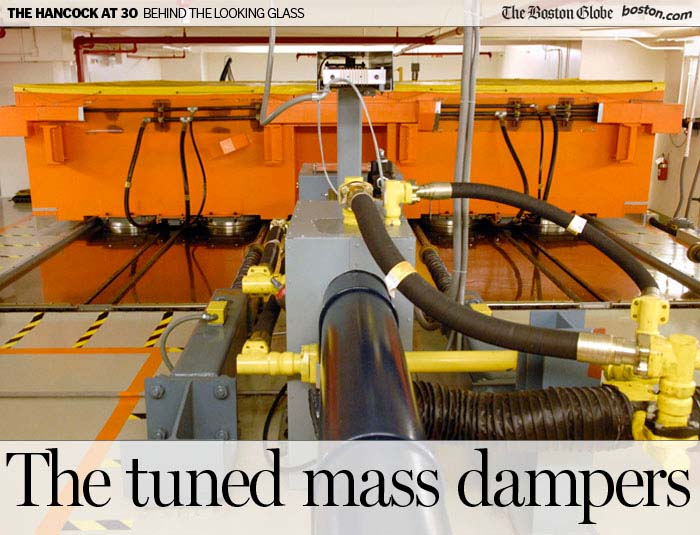 THE HANCOCK AT 30 BEHIND THE LOOKING GLASS
The Boston Globe boston.com
The tuned mass dampers